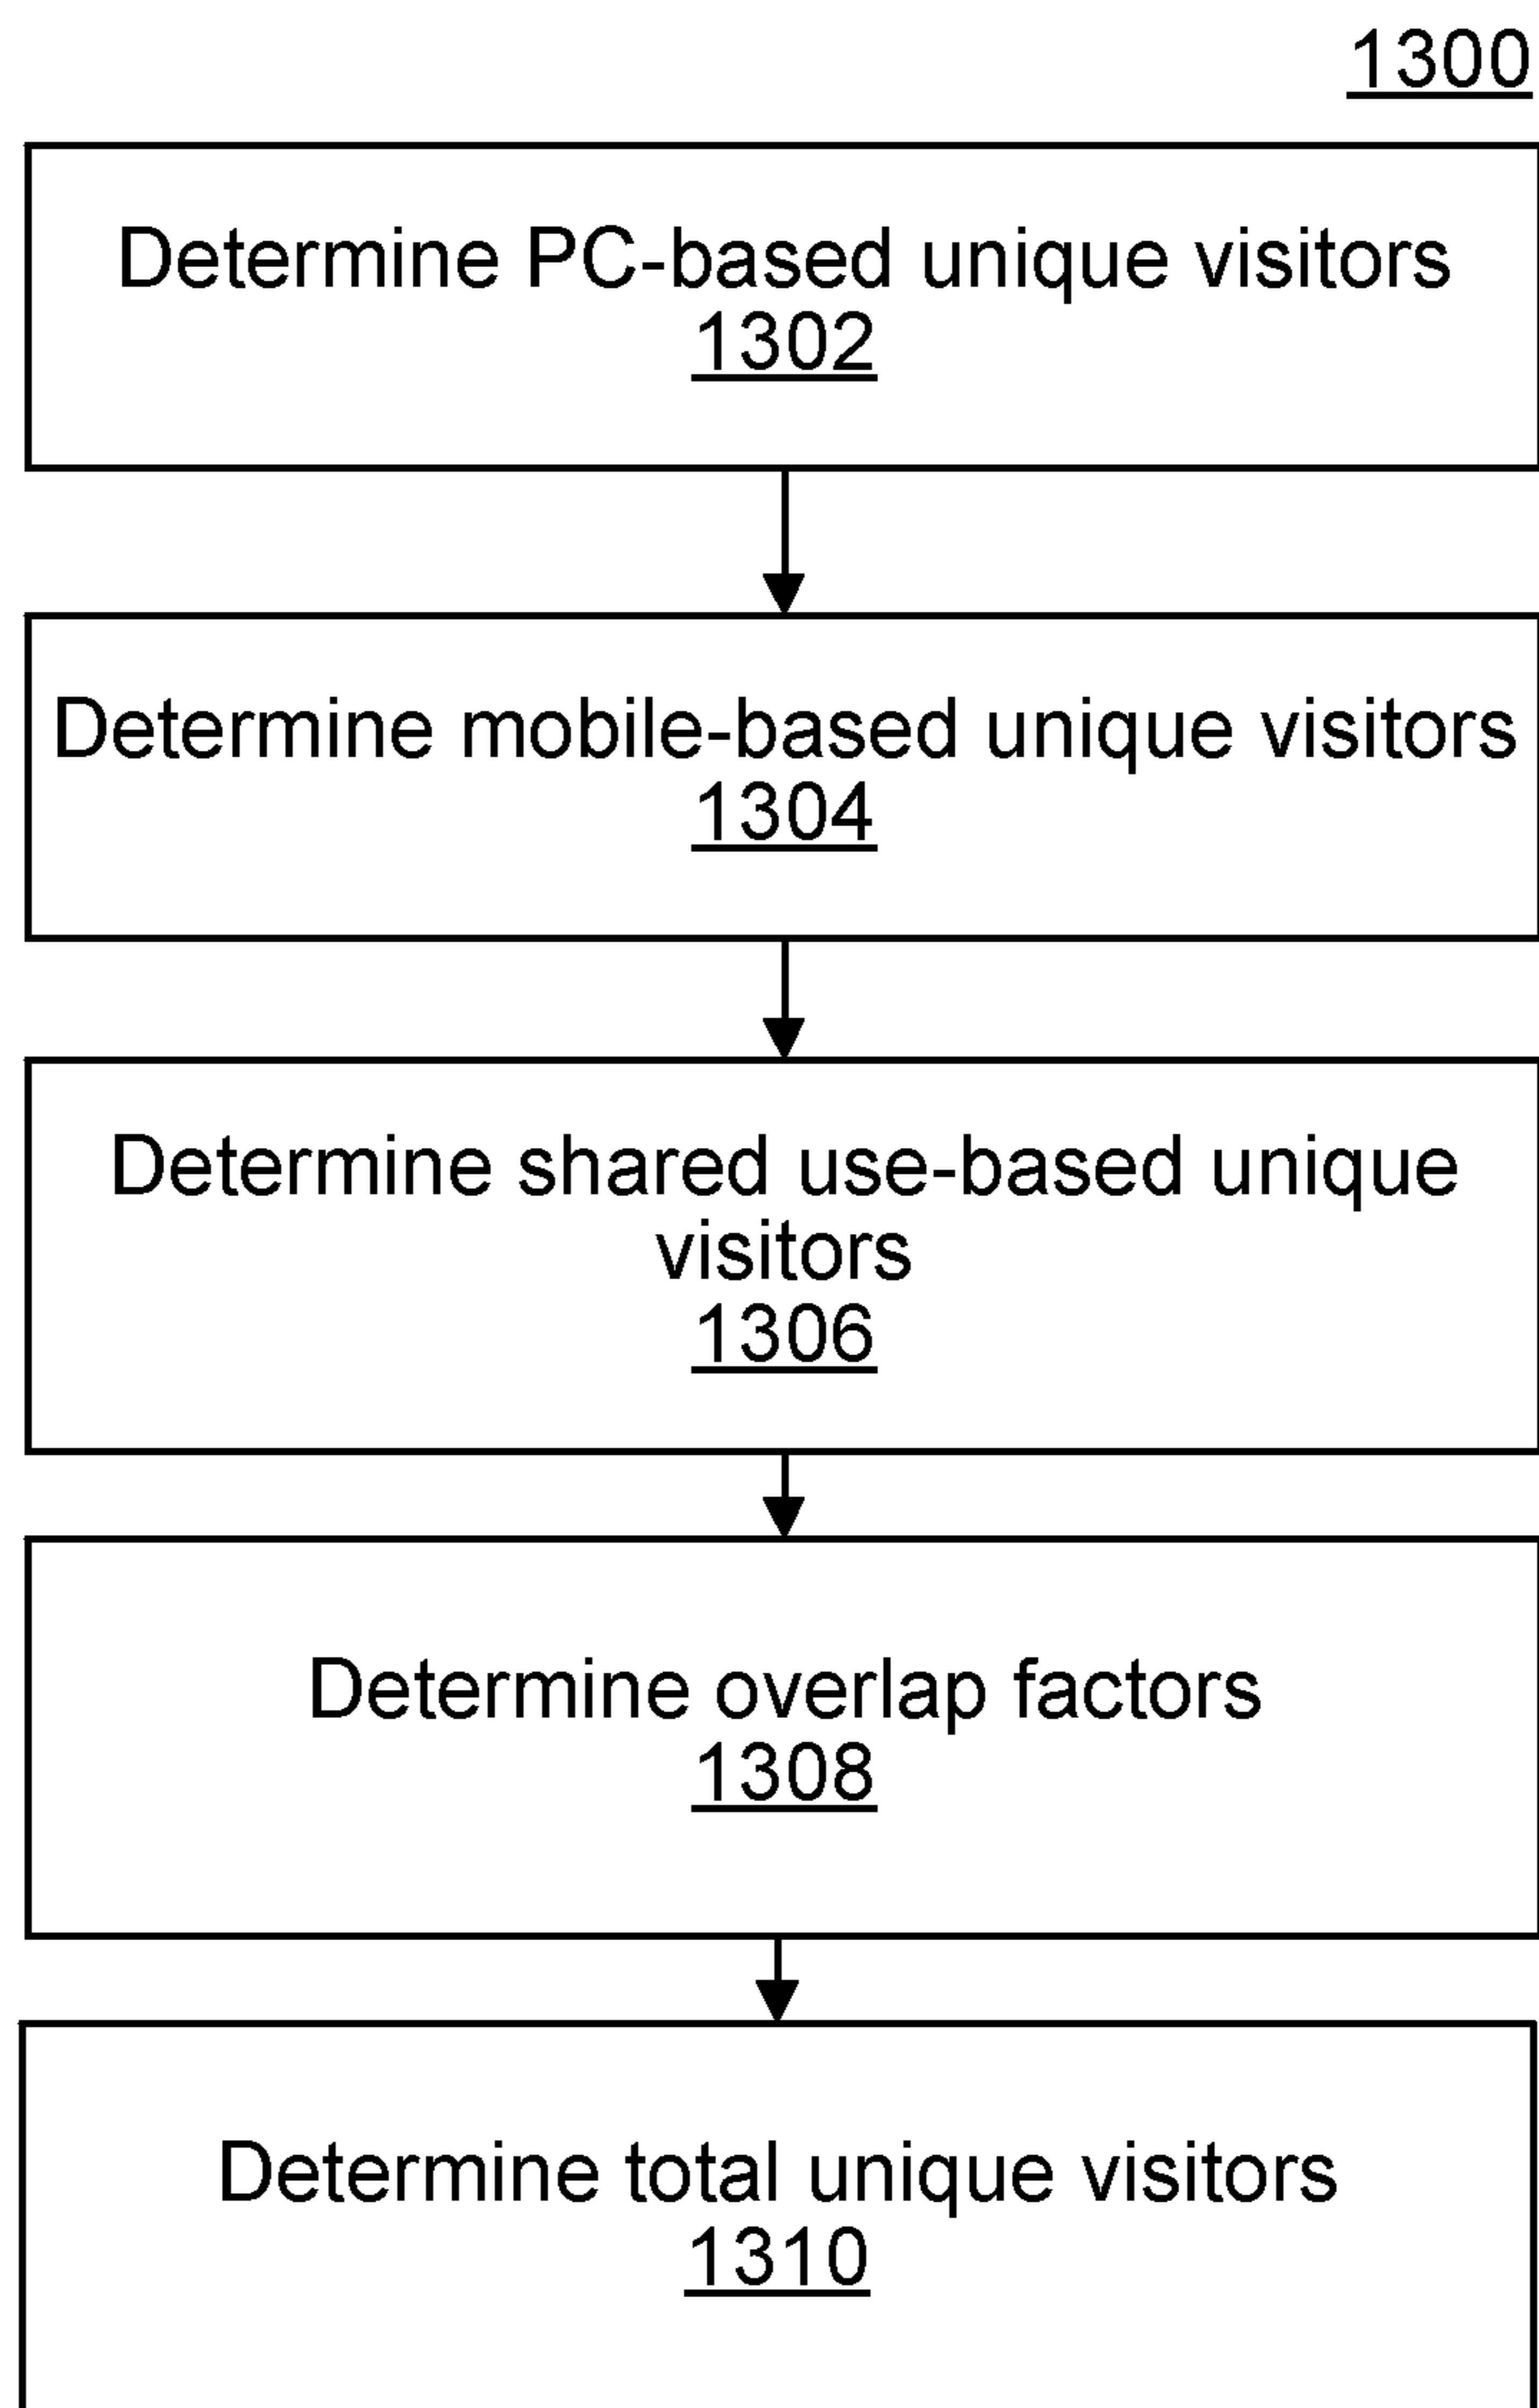 1300
Determine PC-based unique visitors
1302
Determine mobile-based unique visitors
1304
Determine shared use-based unique
visitors
1306
Determine overlap factors
1308
Determine total unique visitors
1310